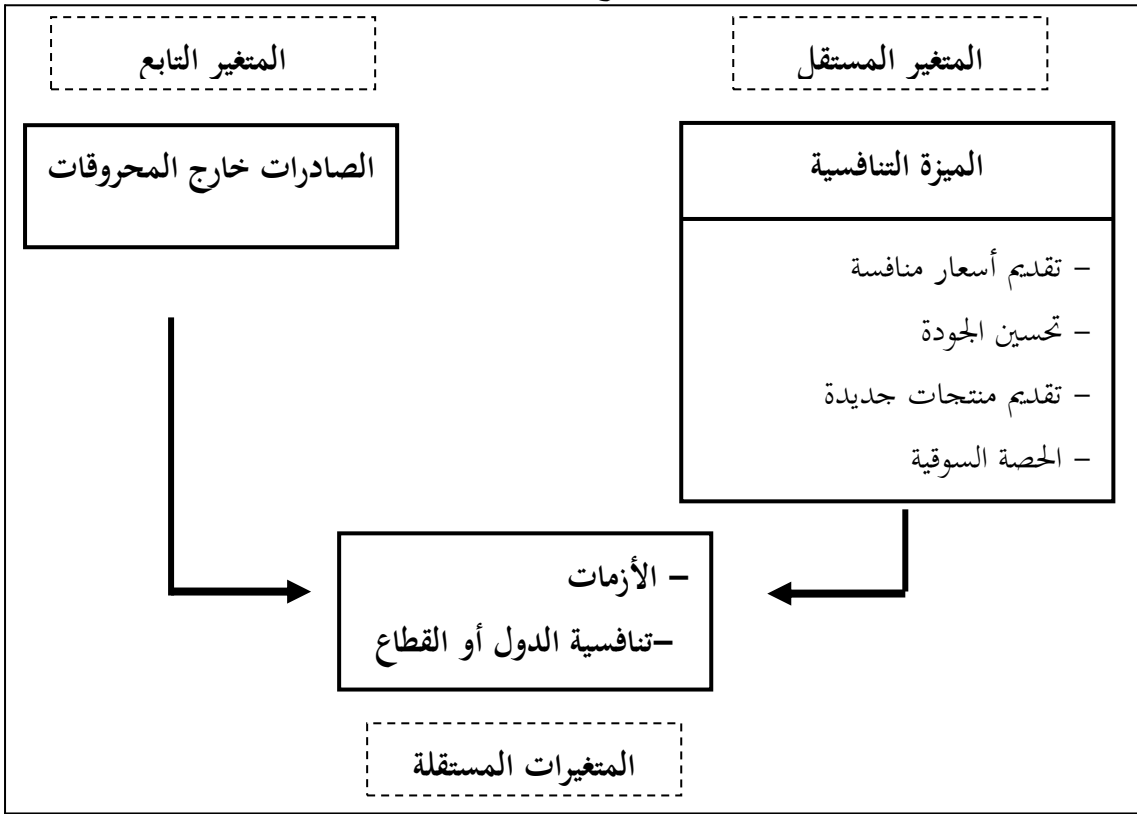 المتغير المستقل
المتغير التابع
الميزة التنافسية
– تقديم أسعار منافسة
– تحسين الجودة
– تقديم منتجات جديدة
– الحصة السوقية
الصادرات خارج المحروقات
– الأزمات
–تنافسية الدول أو القطاع
المتغيرات المستقلة